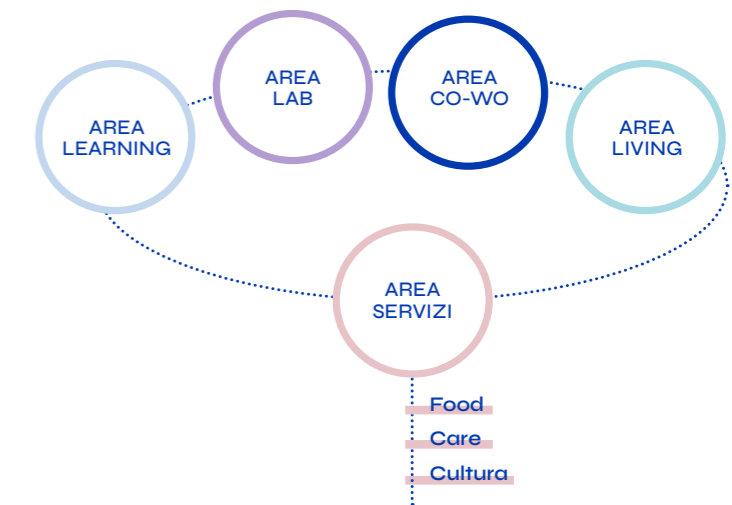 AREA
LEARNING
AREA
LAB
AREA
CO-WO
AREA
LIVING
AREA
SERVIZI
Food
Care
Cultura